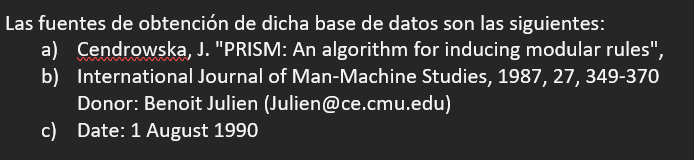 Las fuentes de obtención de dicha base de datos son las siguientes:
a) Cendrowska, J. "PRISM: An algorithm for inducing modular rules",
b) International Journal of Man-Machine Studies, 1987, 27, 349-370
Donor: Benoit Julien (Julien@ce.cmu.edu)
c) Date: 1 August 1990